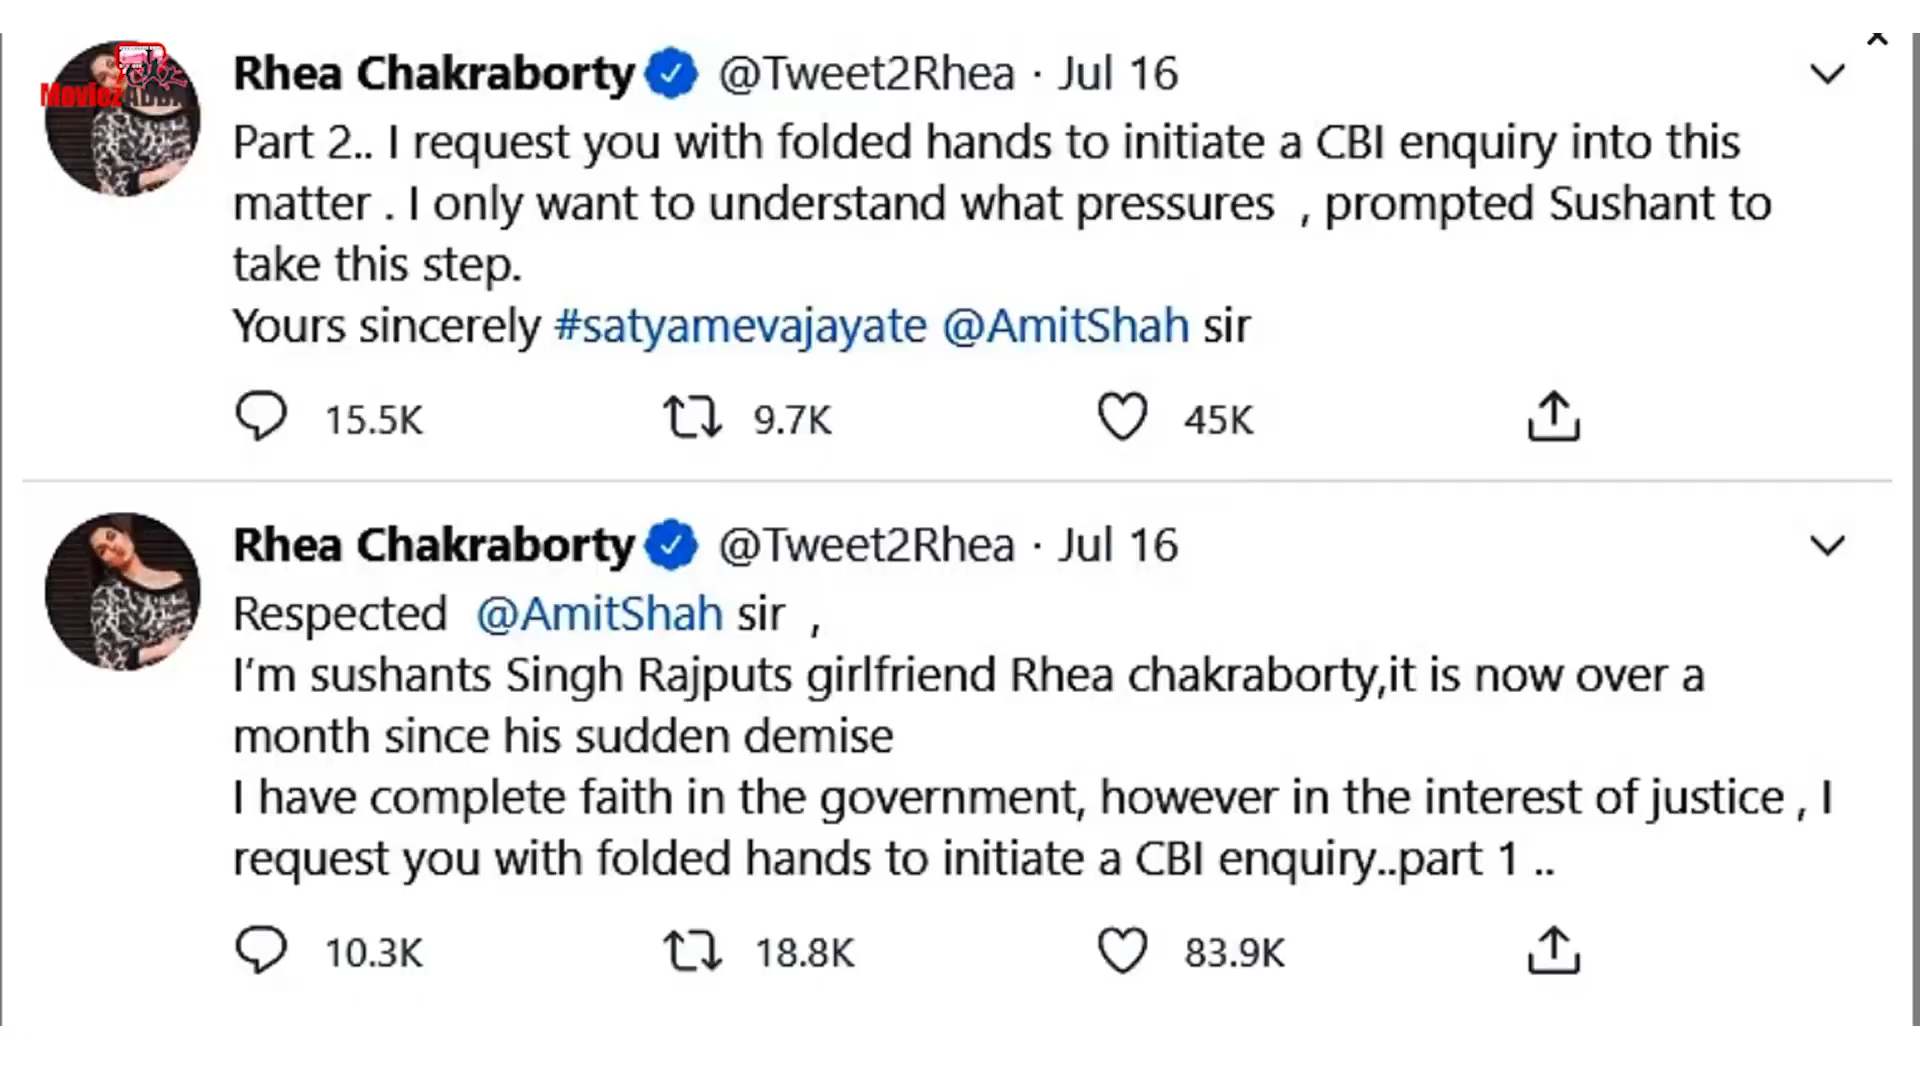 Rhea Chakraborty @Tweet2Rhea · Jul 16
Part 2.. I request you with folded hands to initiate a CBI enquiry into this
matter . I only want to understand what pressures , prompted Sushant to
take this step.
Yours sincerely #satyamevajayate @AmitShah sir
15.5K 9.7K 45K
Rhea Chakraborty @Tweet2Rhea · Jul 16
Respected @AmitShah sir ,
I'm sushants Singh Rajputs girlfriend Rhea chakraborty,it is now over a
month since his sudden demise
I have complete faith in the government, however in the interest of justice , I
request you with folded hands to initiate a CBI enquiry..part 1 ..
10.3K 18.8K 83.9K